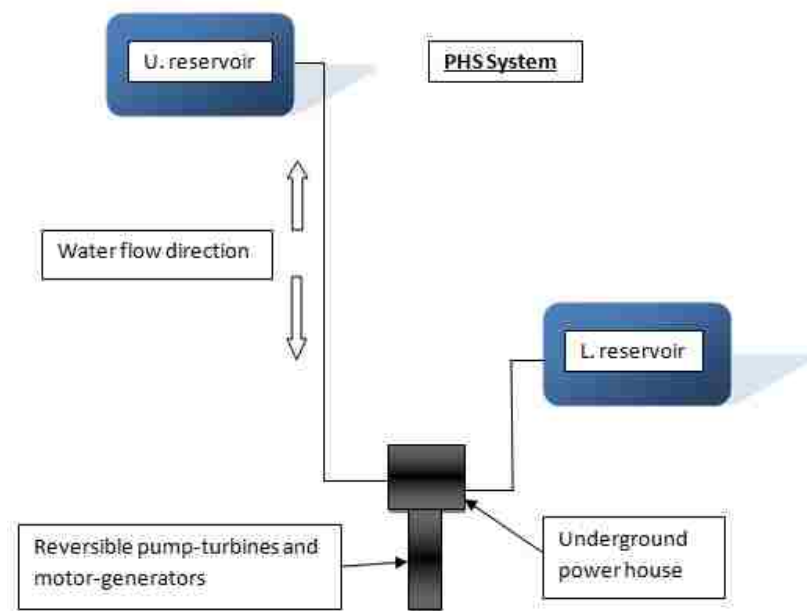 U. reservoir
PHS System
Water flow direction
L. reservoir
Reversible pump-turbines and
motor-generators
Underground
power house